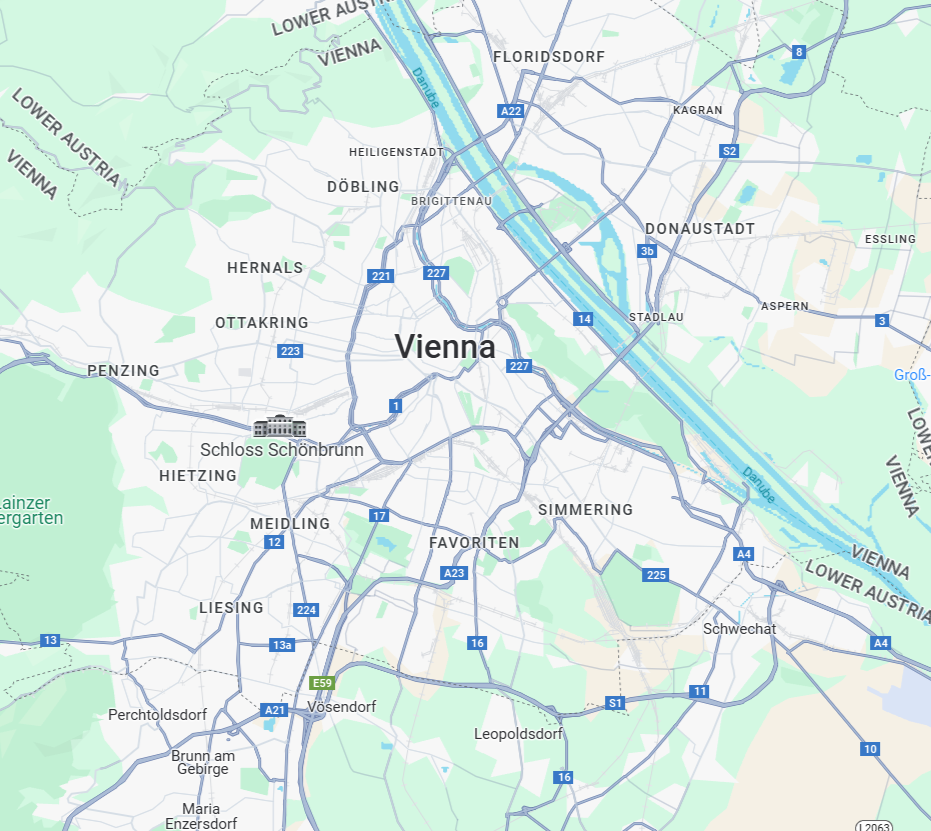 LOWER AUSTRIA
VIENNA
FLORIDSDORF
8
Danube
LOWER AUSTRIA
VIENNA
A22
KAGRAN
HEILIGENSTADT
S2
DÖBLING
BRIGITTENAU
DONAUSTADT
3b
ESSLING
HERNALS
221
227
ASPERN
OTTAKRING
14
STADLAU
3
223
Vienna
227
PENZING
Groß-
1
Schloss Schönbrunn
HIETZING
LOWER
VIENNA
Danube
Lainzer
ergarten
17
SIMMERING
MEIDLING
12
FAVORITEN
A4
VIENNA
LOWER AUSTRIA
A23
225
LIESING
224
Schwechat
13
13a
16
A4
E59
11
S1
Perchtoldsdorf
A21
Vösendorf
Leopoldsdorf
10
Brunn am
Gebirge
16
Maria
Enzersdorf
L2063